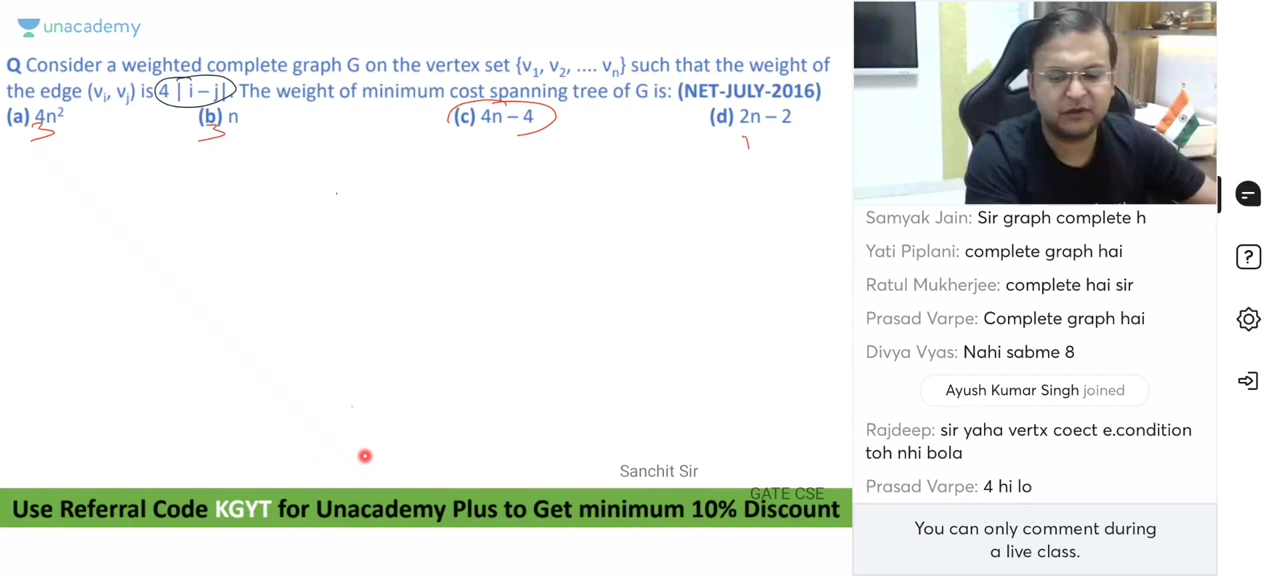 unacademy
Q Consider a weighted complete graph G on the vertex set {v₁, v₂, .... vₙ} such that the weight of
the edge (vᵢ, vⱼ) is 4 | i – j|. The weight of minimum cost spanning tree of G is: (NET-JULY-2016)
(a) 4n² (b) n (c) 4n – 4 (d) 2n – 2
3 3
Sanchit Sir
GATE CSE
Use Referral Code KGYT for Unacademy Plus to Get minimum 10% Discount
Samyak Jain: Sir graph complete h
Yati Piplani: complete graph hai
Ratul Mukherjee: complete hai sir
Prasad Varpe: Complete graph hai
Divya Vyas: Nahi sabme 8
Ayush Kumar Singh joined
Rajdeep: sir yaha vertx coect e.condition
toh nhi bola
Prasad Varpe: 4 hi lo
You can only comment during
a live class.